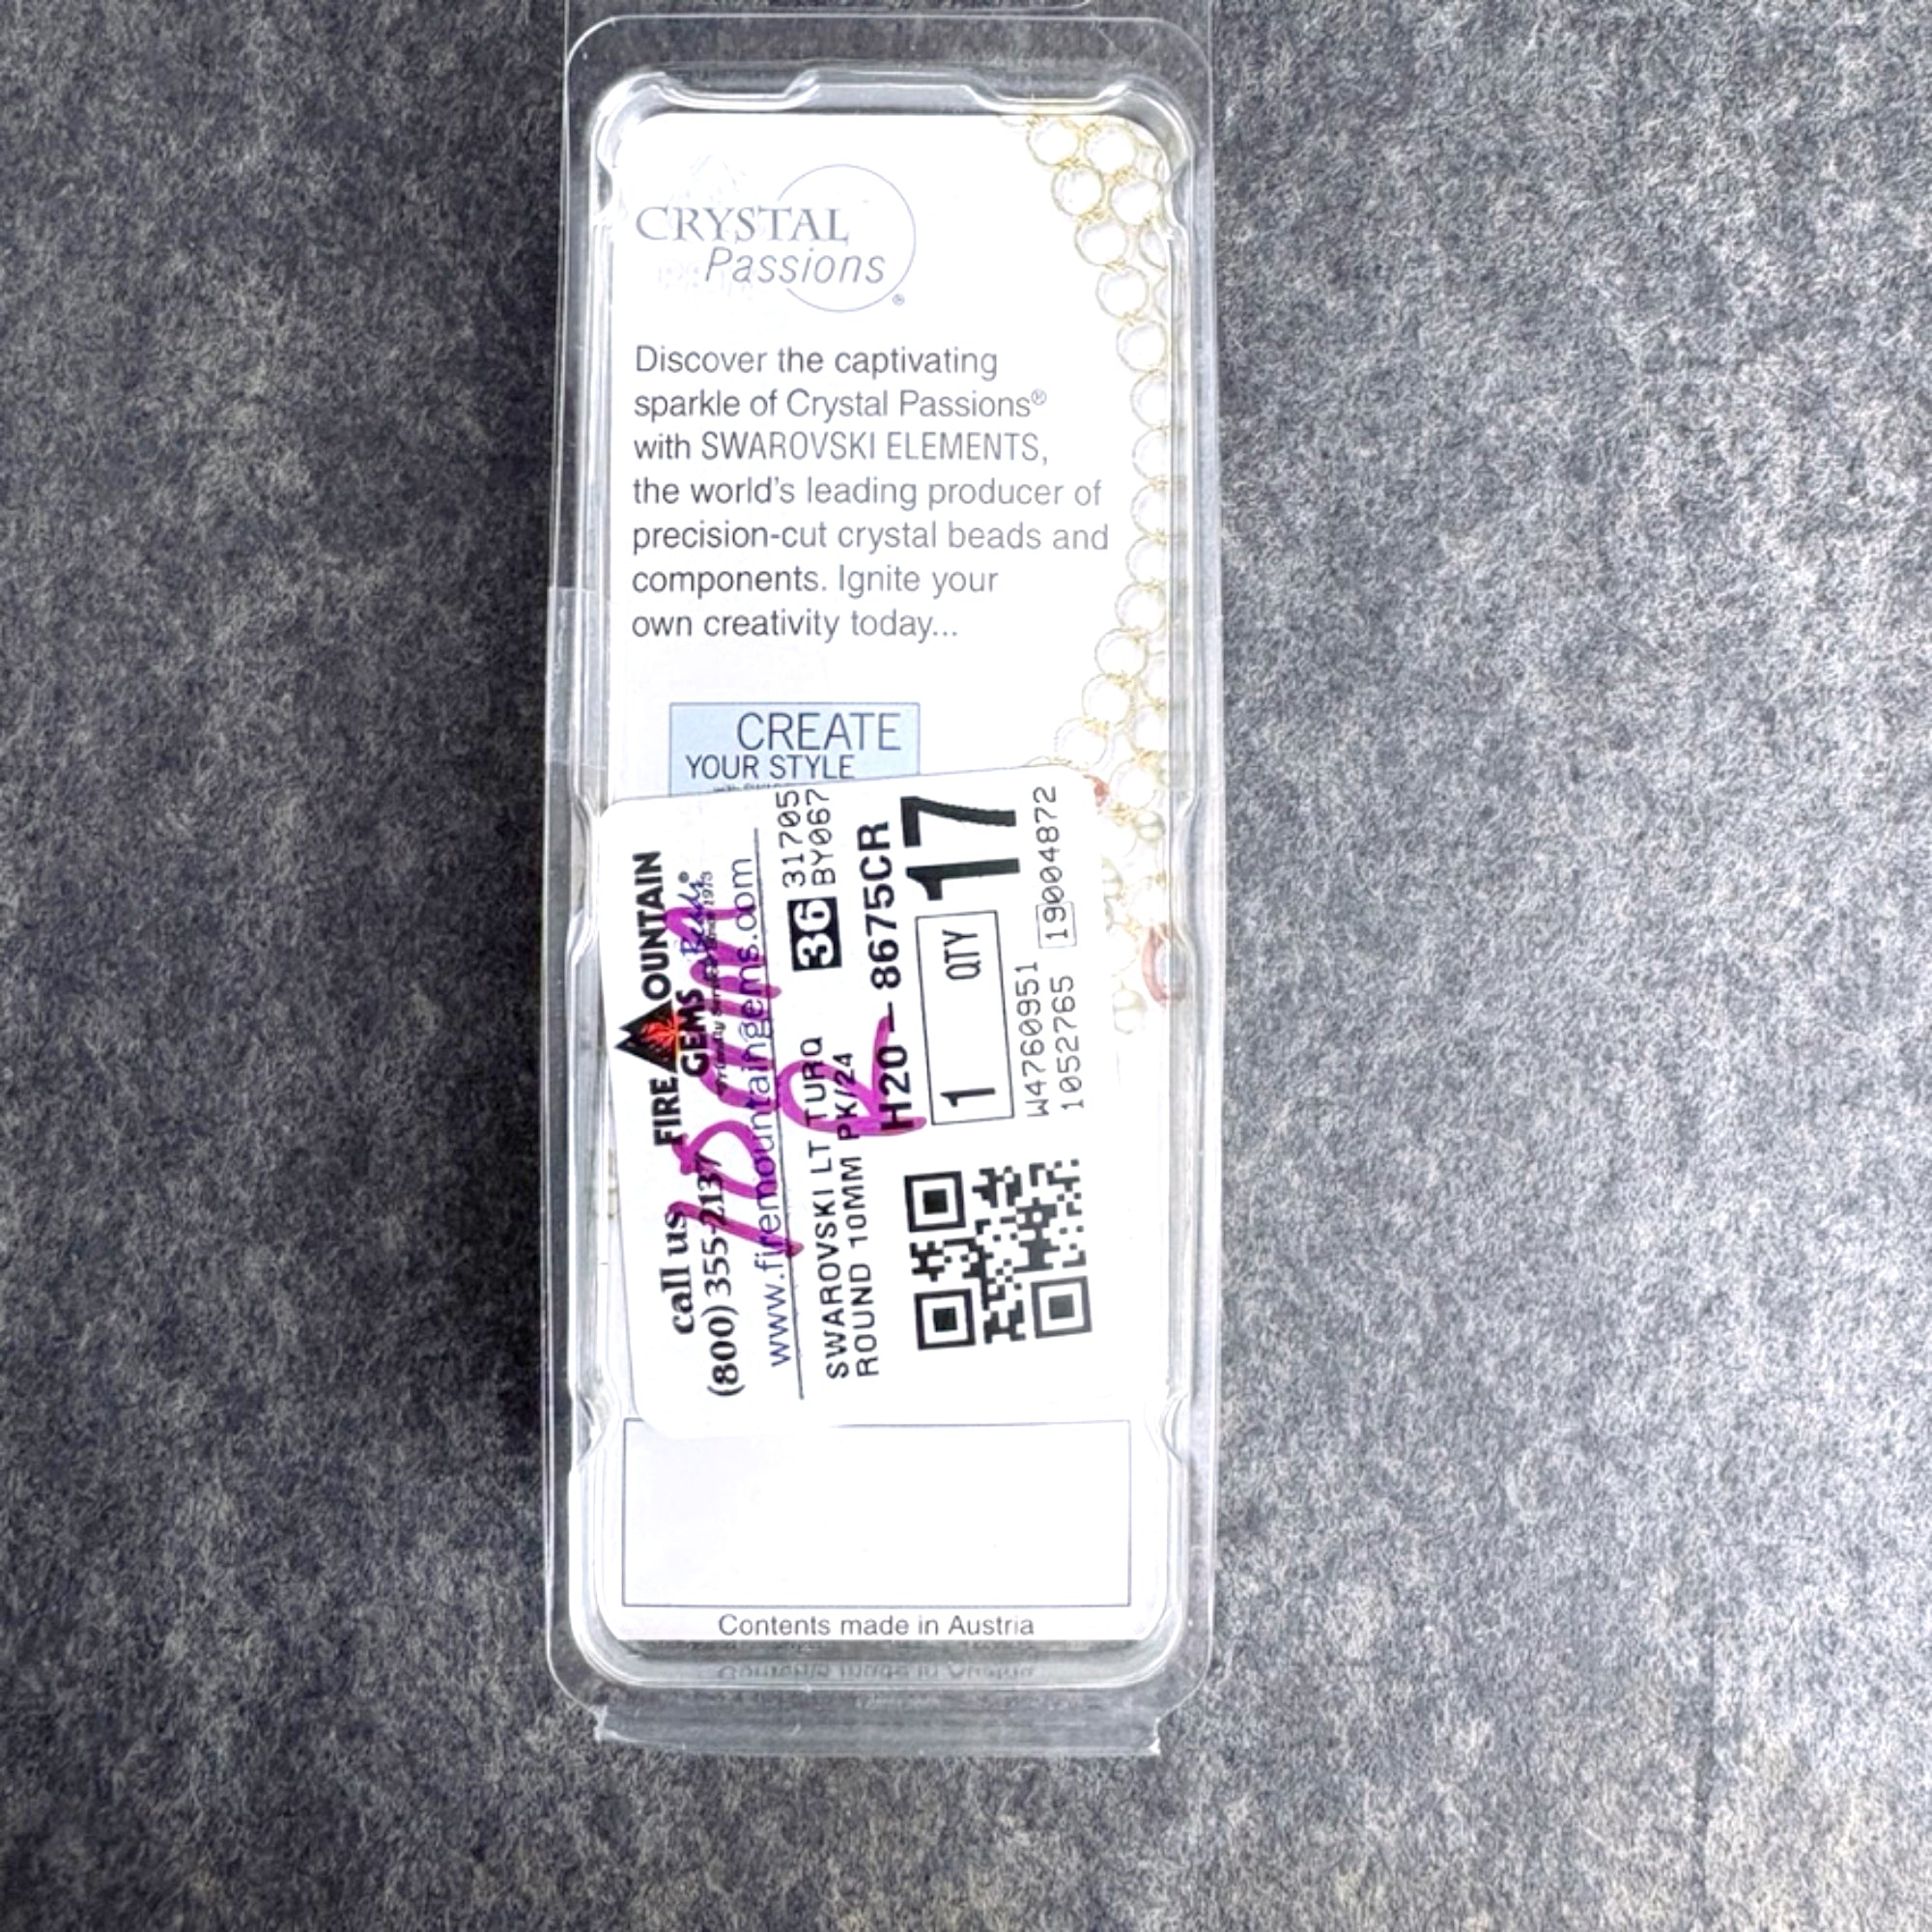 CRYSTAL
Passions®
Discover the captivating
sparkle of Crystal Passions®
with SWAROVSKI ELEMENTS,
the world's leading producer of
precision-cut crystal beads and
components. Ignite your
own creativity today...
CREATE
YOUR STYLE
call us
(800) 355-2137
FIRE MOUNTAIN
GEMS
Beads®
www.firemountaingems.com
10mm
R
36 31705
BY067
SWAROVSKI LT TURQ
ROUND 10MM PK/24
H20-8675CR
1 QTY 17
W4760951
1052765 19004872
Contents made in Austria